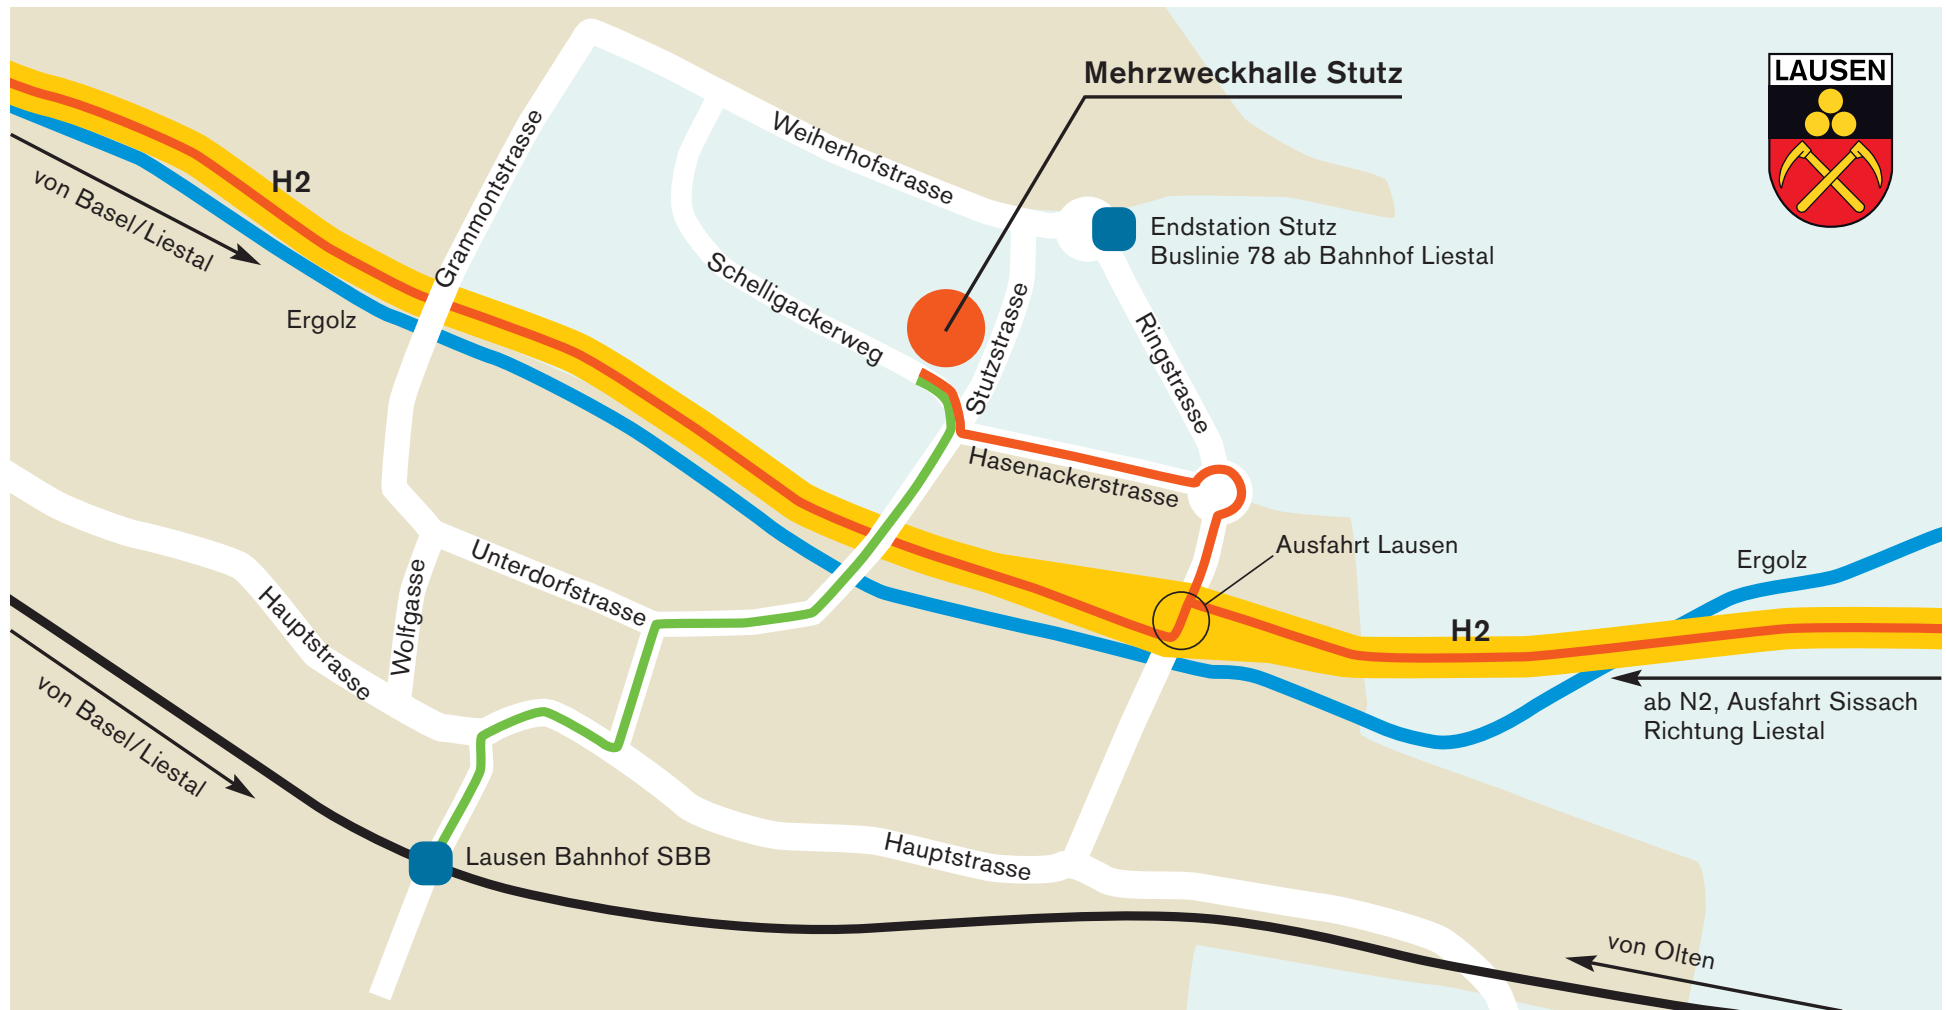 Mehrzweckhalle Stutz
LAUSEN
Weiherhofstrasse
Grammontstrasse
H2
von Basel/Liestal
Ergolz
Endstation Stutz
Buslinie 78 ab Bahnhof Liestal
Schelligackerweg
Stutzstrasse
Ringstrasse
Hasenackerstrasse
Ausfahrt Lausen
Ergolz
H2
ab N2, Ausfahrt Sissach
Richtung Liestal
Unterdorfstrasse
Wolfgasse
Hauptstrasse
von Basel/Liestal
Lausen Bahnhof SBB
Hauptstrasse
von Olten